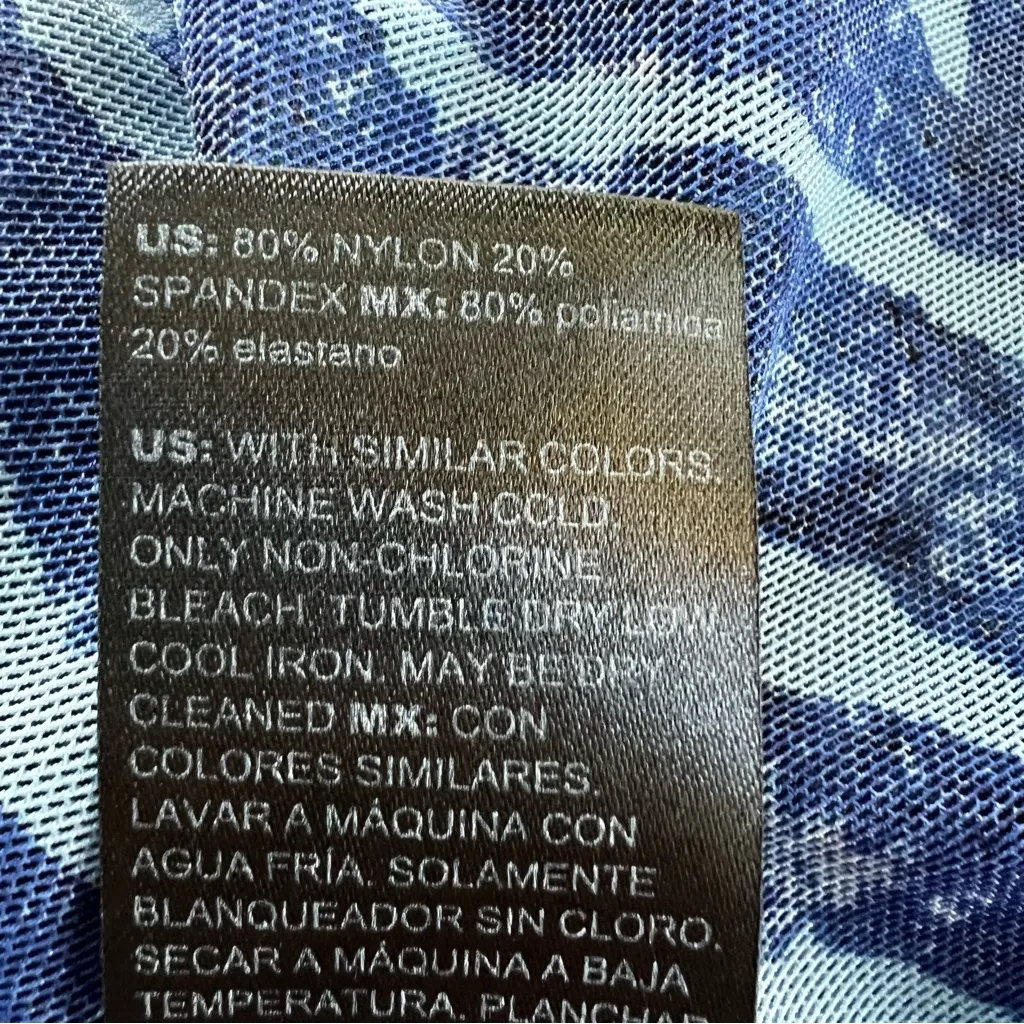 US: 80% NYLON 20%
SPANDEX MX: 80% poliamida
20% elastano
US: WITH SIMILAR COLORS.
MACHINE WASH COLD.
ONLY NON-CHLORINE
BLEACH. TUMBLE DRY LOW.
COOL IRON. MAY BE DRY
CLEANED MX: CON
COLORES SIMILARES.
LAVAR A MÁQUINA CON
AGUA FRÍA. SOLAMENTE
BLANQUEADOR SIN CLORO.
SECAR A MÁQUINA A BAJA
TEMPERATURA. PLANCHAR